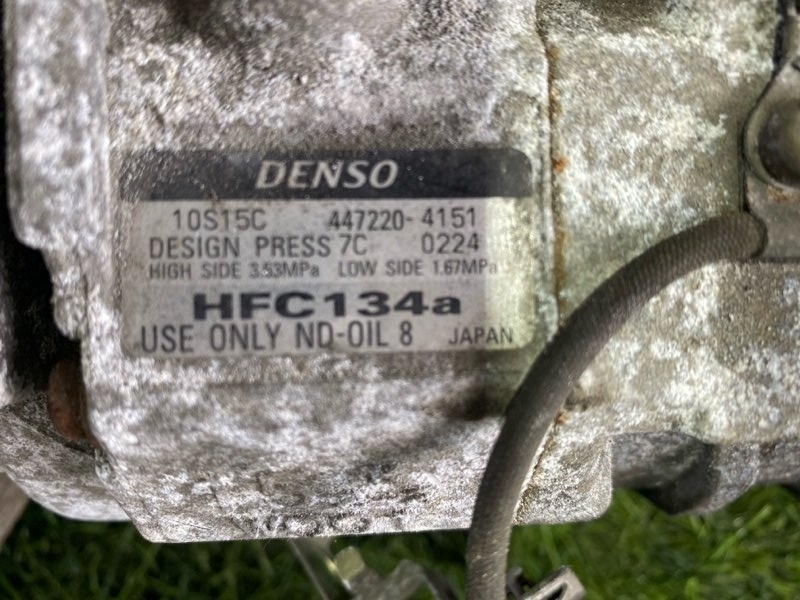 DENSO
10S15C 447220-4151
DESIGN PRESS 7C 0224
HIGH SIDE 3.53MPa LOW SIDE 1.67MPa
HFC134a
USE ONLY ND-OIL 8 JAPAN